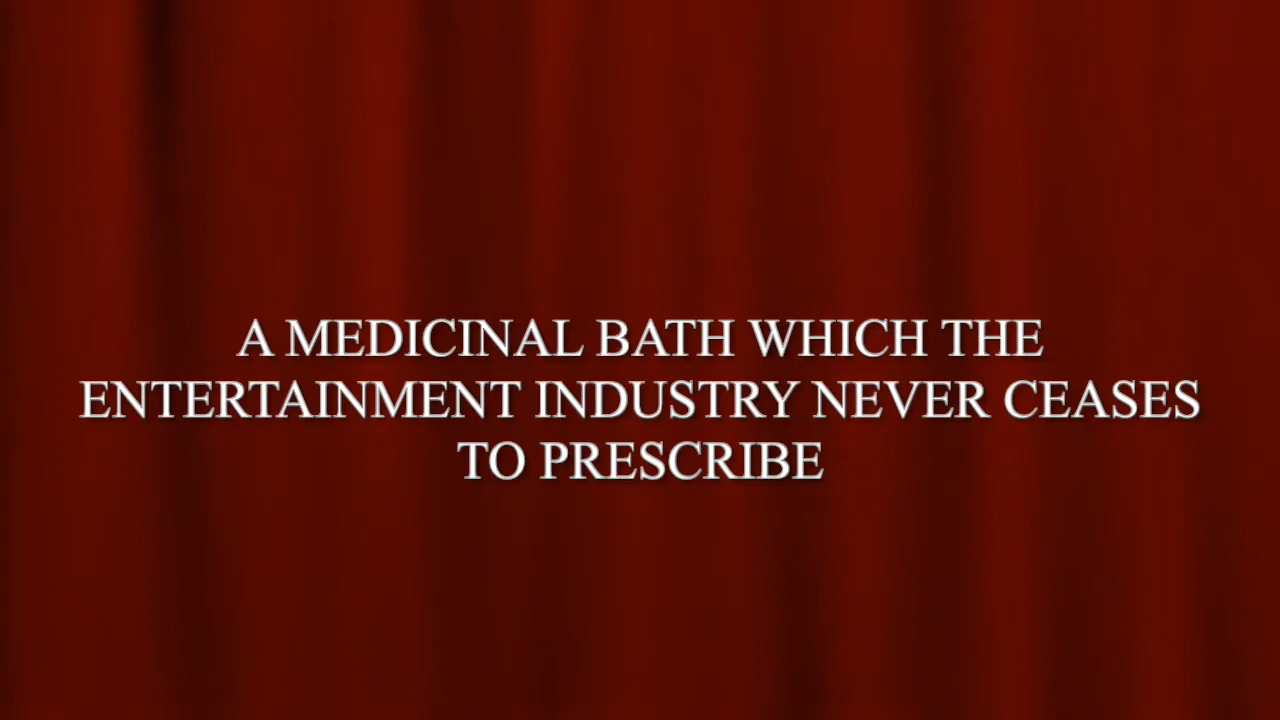 A MEDICINAL BATH WHICH THE
ENTERTAINMENT INDUSTRY NEVER CEASES
TO PRESCRIBE